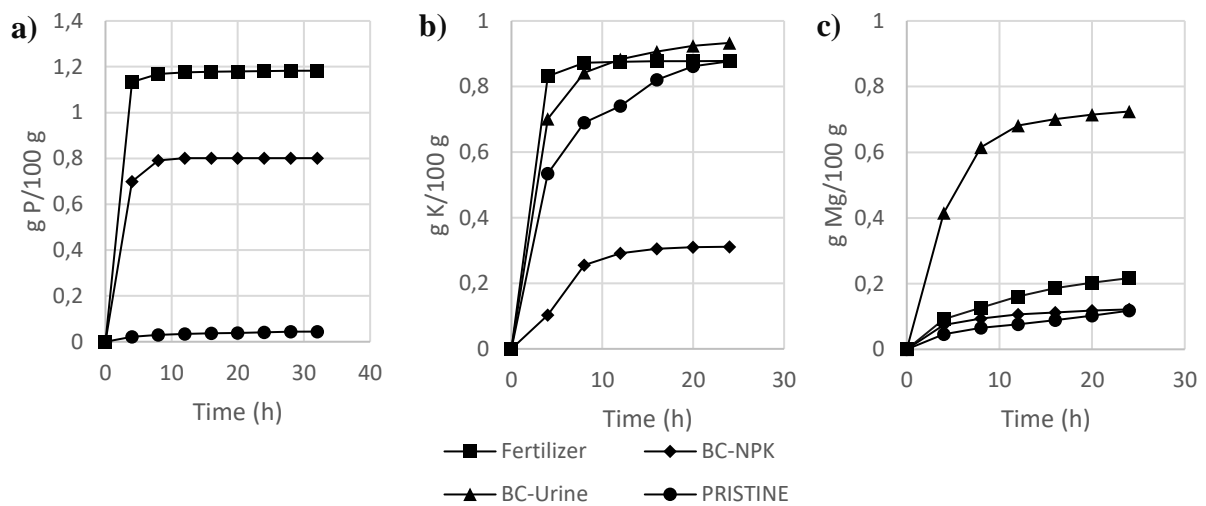 a)
g P/100 g
1,4
1,2
1
0,8
0,6
0,4
0,2
0
0 10 20 30 40
Time (h)
b)
g K/100 g
1
0,8
0,6
0,4
0,2
0
0 10 20 30
Time (h)
c)
g Mg/100 g
1
0,8
0,6
0,4
0,2
0
0 10 20 30
Time (h)
Fertilizer BC-NPK
BC-Urine PRISTINE